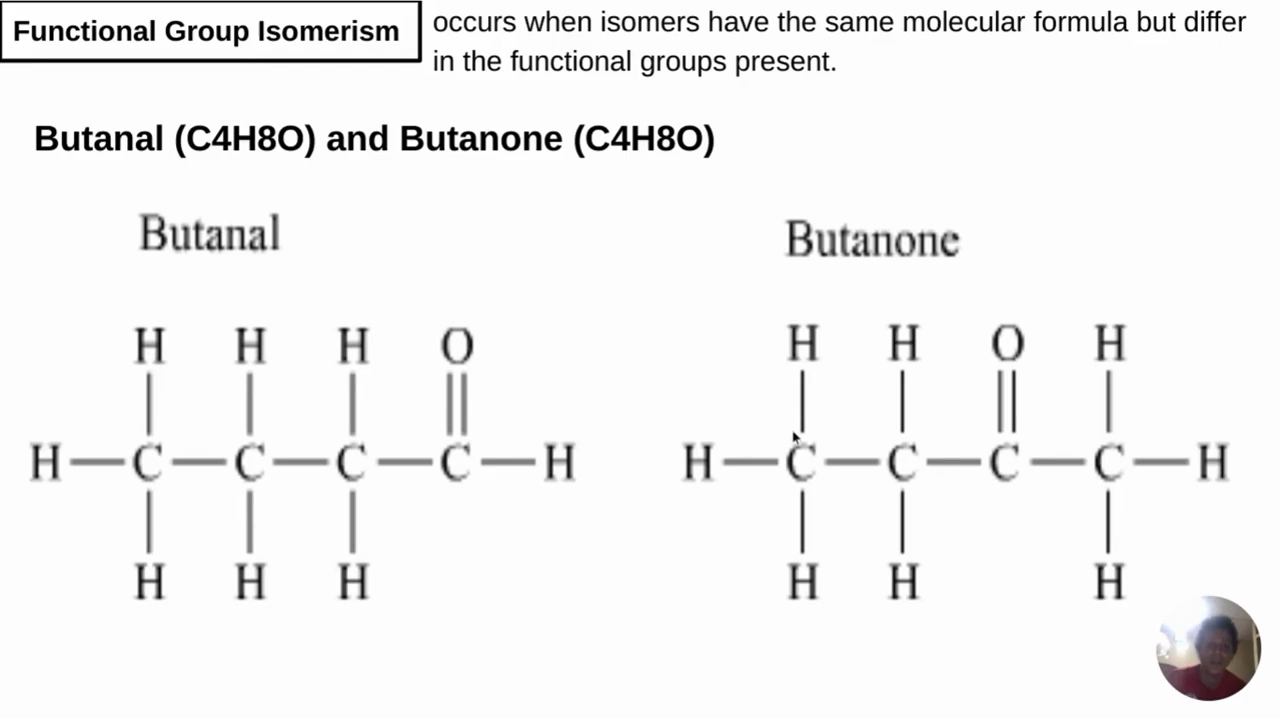 Functional Group Isomerism
occurs when isomers have the same molecular formula but differ
in the functional groups present.
Butanal (C4H8O) and Butanone (C4H8O)
Butanal
H H H O
H C C C C H
H H H
Butanone
H H O H
H C C C C H
H H H